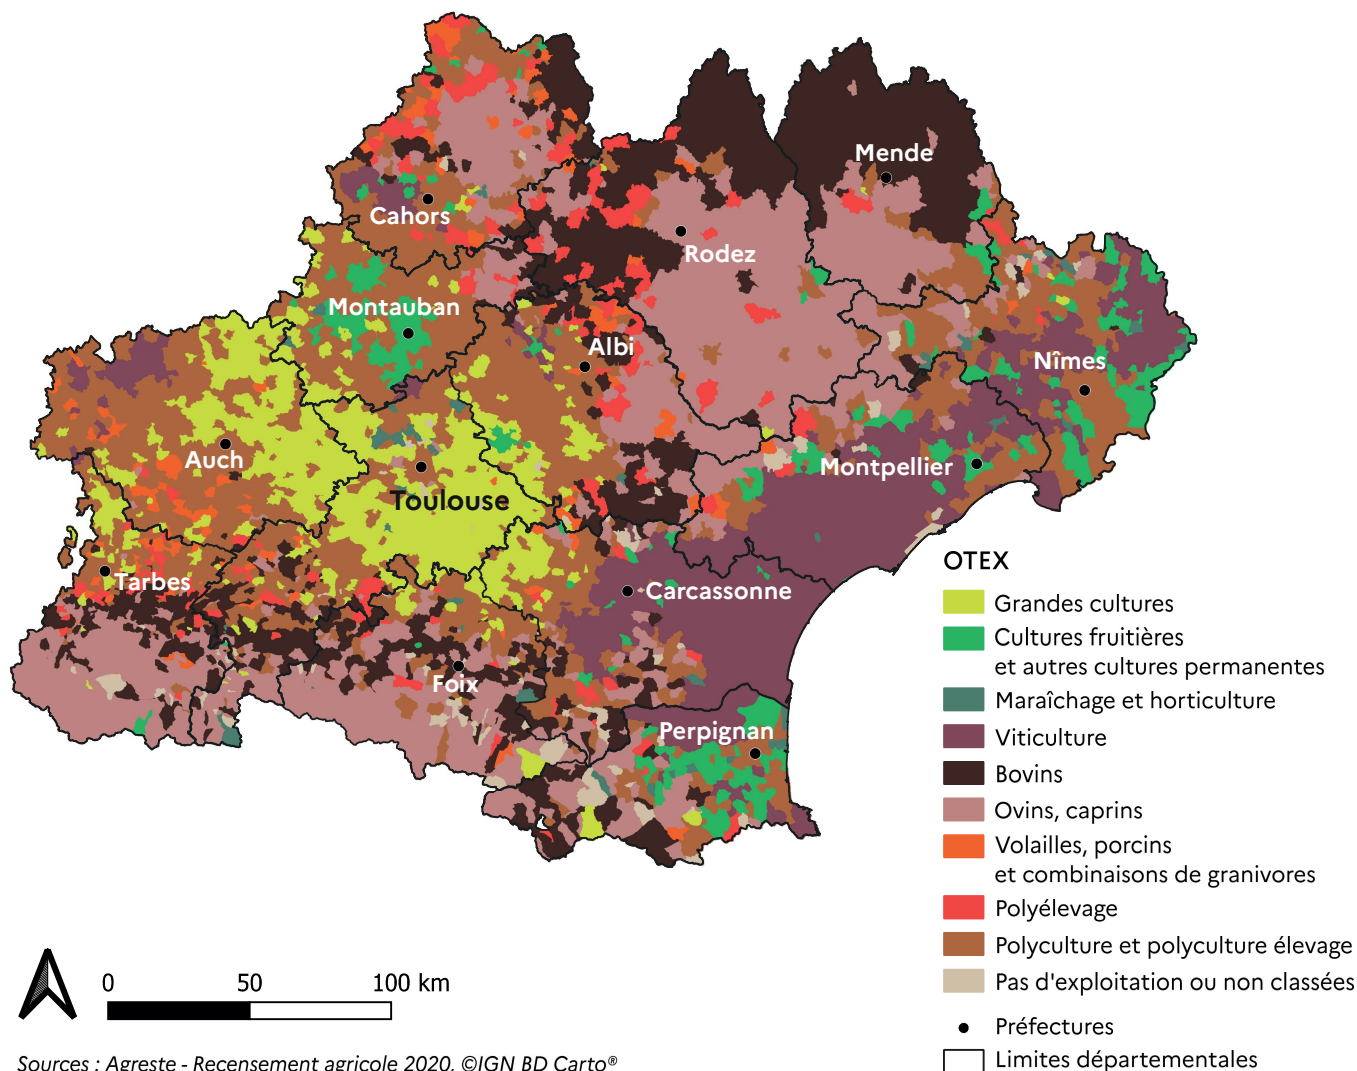 Mende
Cahors
Rodez
Montauban
Albi
Nîmes
Auch
Montpellier
Toulouse
Tarbes
Carcassonne
Foix
Perpignan
OTEX
Grandes cultures
Cultures fruitières
et autres cultures permanentes
Maraîchage et horticulture
Viticulture
Bovins
Ovins, caprins
Volailles, porcins
et combinaisons de granivores
Polyélevage
Polyculture et polyculture élevage
Pas d'exploitation ou non classées
Préfectures
Limites départementales
0 50 100 km
Sources : Agreste - Recensement agricole 2020, ©IGN BD Carto®